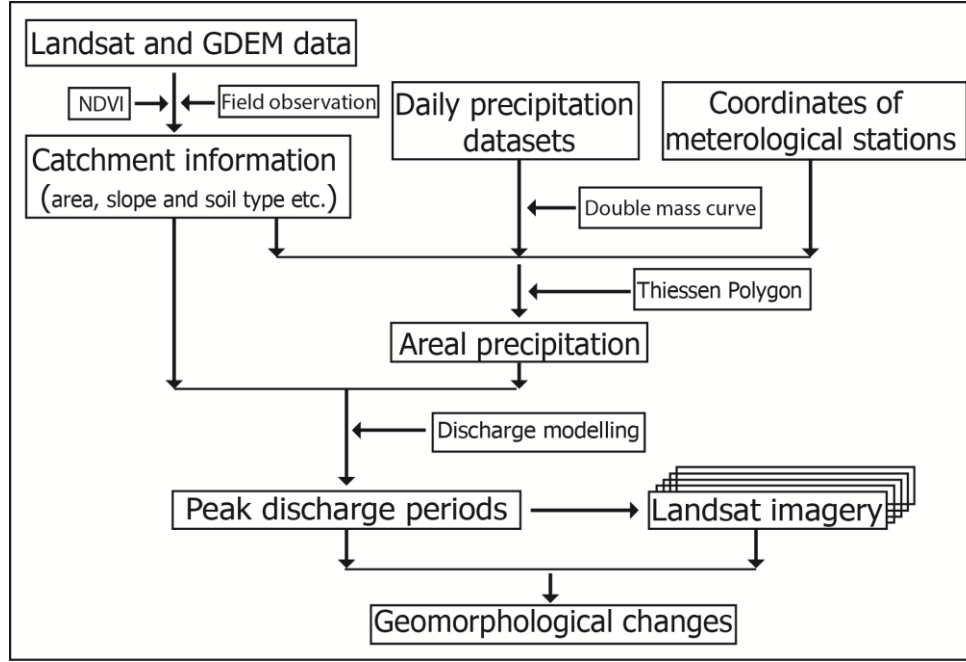 Landsat and GDEM data
NDVI
Field observation
Daily precipitation
datasets
Coordinates of
meterological stations
Catchment information
(area, slope and soil type etc.)
Double mass curve
Thiessen Polygon
Areal precipitation
Discharge modelling
Peak discharge periods
Landsat imagery
Geomorphological changes